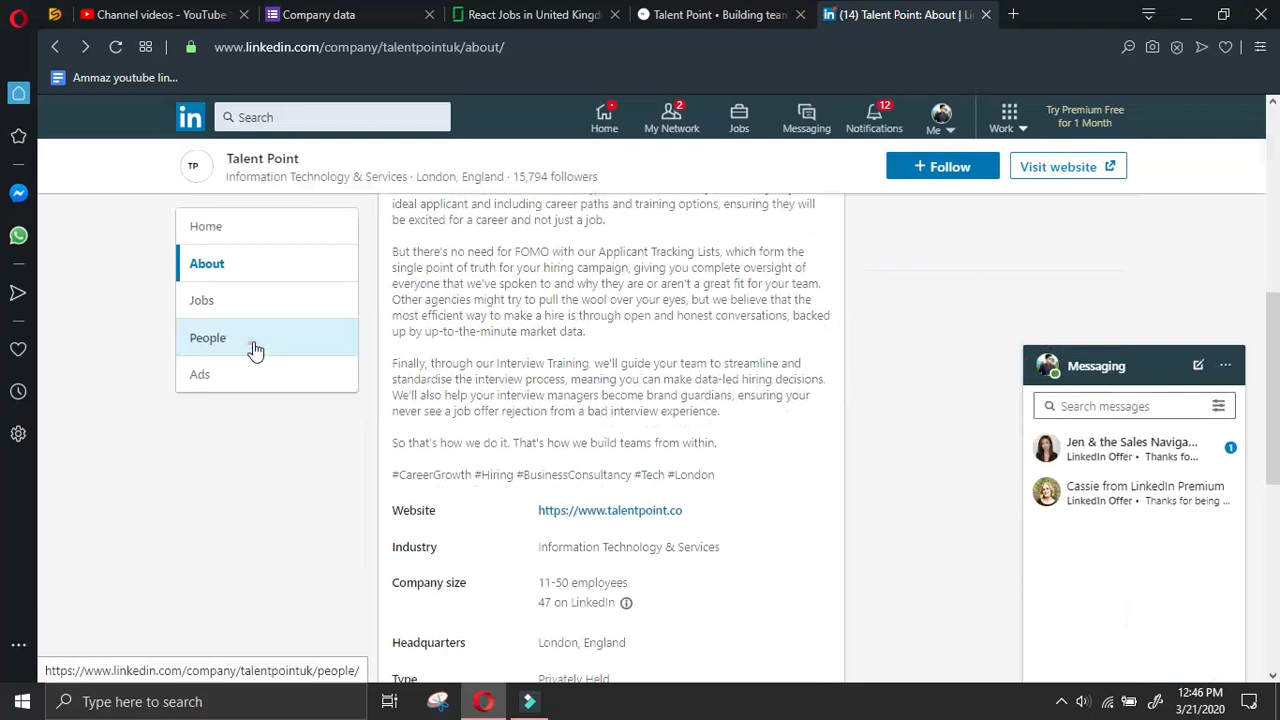 Channel videos - YouTube S
Company data
React Jobs in United Kingd
Talent Point • Building team
(14) Talent Point: About | Li
www.linkedin.com/company/talentpointuk/about/
Ammaz youtube lin...
in
Search
Home
2
My Network
Jobs
Messaging
12
Notifications
Me
Work
Try Premium Free
for 1 Month
TP
Talent Point
Information Technology & Services · London, England · 15,794 followers
+ Follow
Visit website
Home
About
Jobs
People
Ads
ideal applicant and including career paths and training options, ensuring they will
be excited for a career and not just a job.
But there's no need for FOMO with our Applicant Tracking Lists, which form the
single point of truth for your hiring campaign, giving you complete oversight of
everyone that we've spoken to and why they are or aren't a great fit for your team.
Other agencies might try to pull the wool over your eyes, but we believe that the
most efficient way to make a hire is through open and honest conversations, backed
up by up-to-the-minute market data.
Finally, through our Interview Training, we'll guide your team to streamline and
standardise the interview process, meaning you can make data-led hiring decisions.
We'll also help your interview managers become brand guardians, ensuring your
never see a job offer rejection from a bad interview experience.
So that's how we do it. That's how we build teams from within.
#CareerGrowth #Hiring #BusinessConsultancy #Tech #London
Website
https://www.talentpoint.co
Industry
Information Technology & Services
Company size
11-50 employees
47 on LinkedIn
Headquarters
London, England
Type
Privately Held
Messaging
Search messages
Jen & the Sales Naviga...
LinkedIn Offer • Thanks fo...
1
Cassie from LinkedIn Premium
LinkedIn Offer • Thanks for being ...
https://www.linkedin.com/company/talentpointuk/people/
Type here to search
12:46 PM
3/21/2020